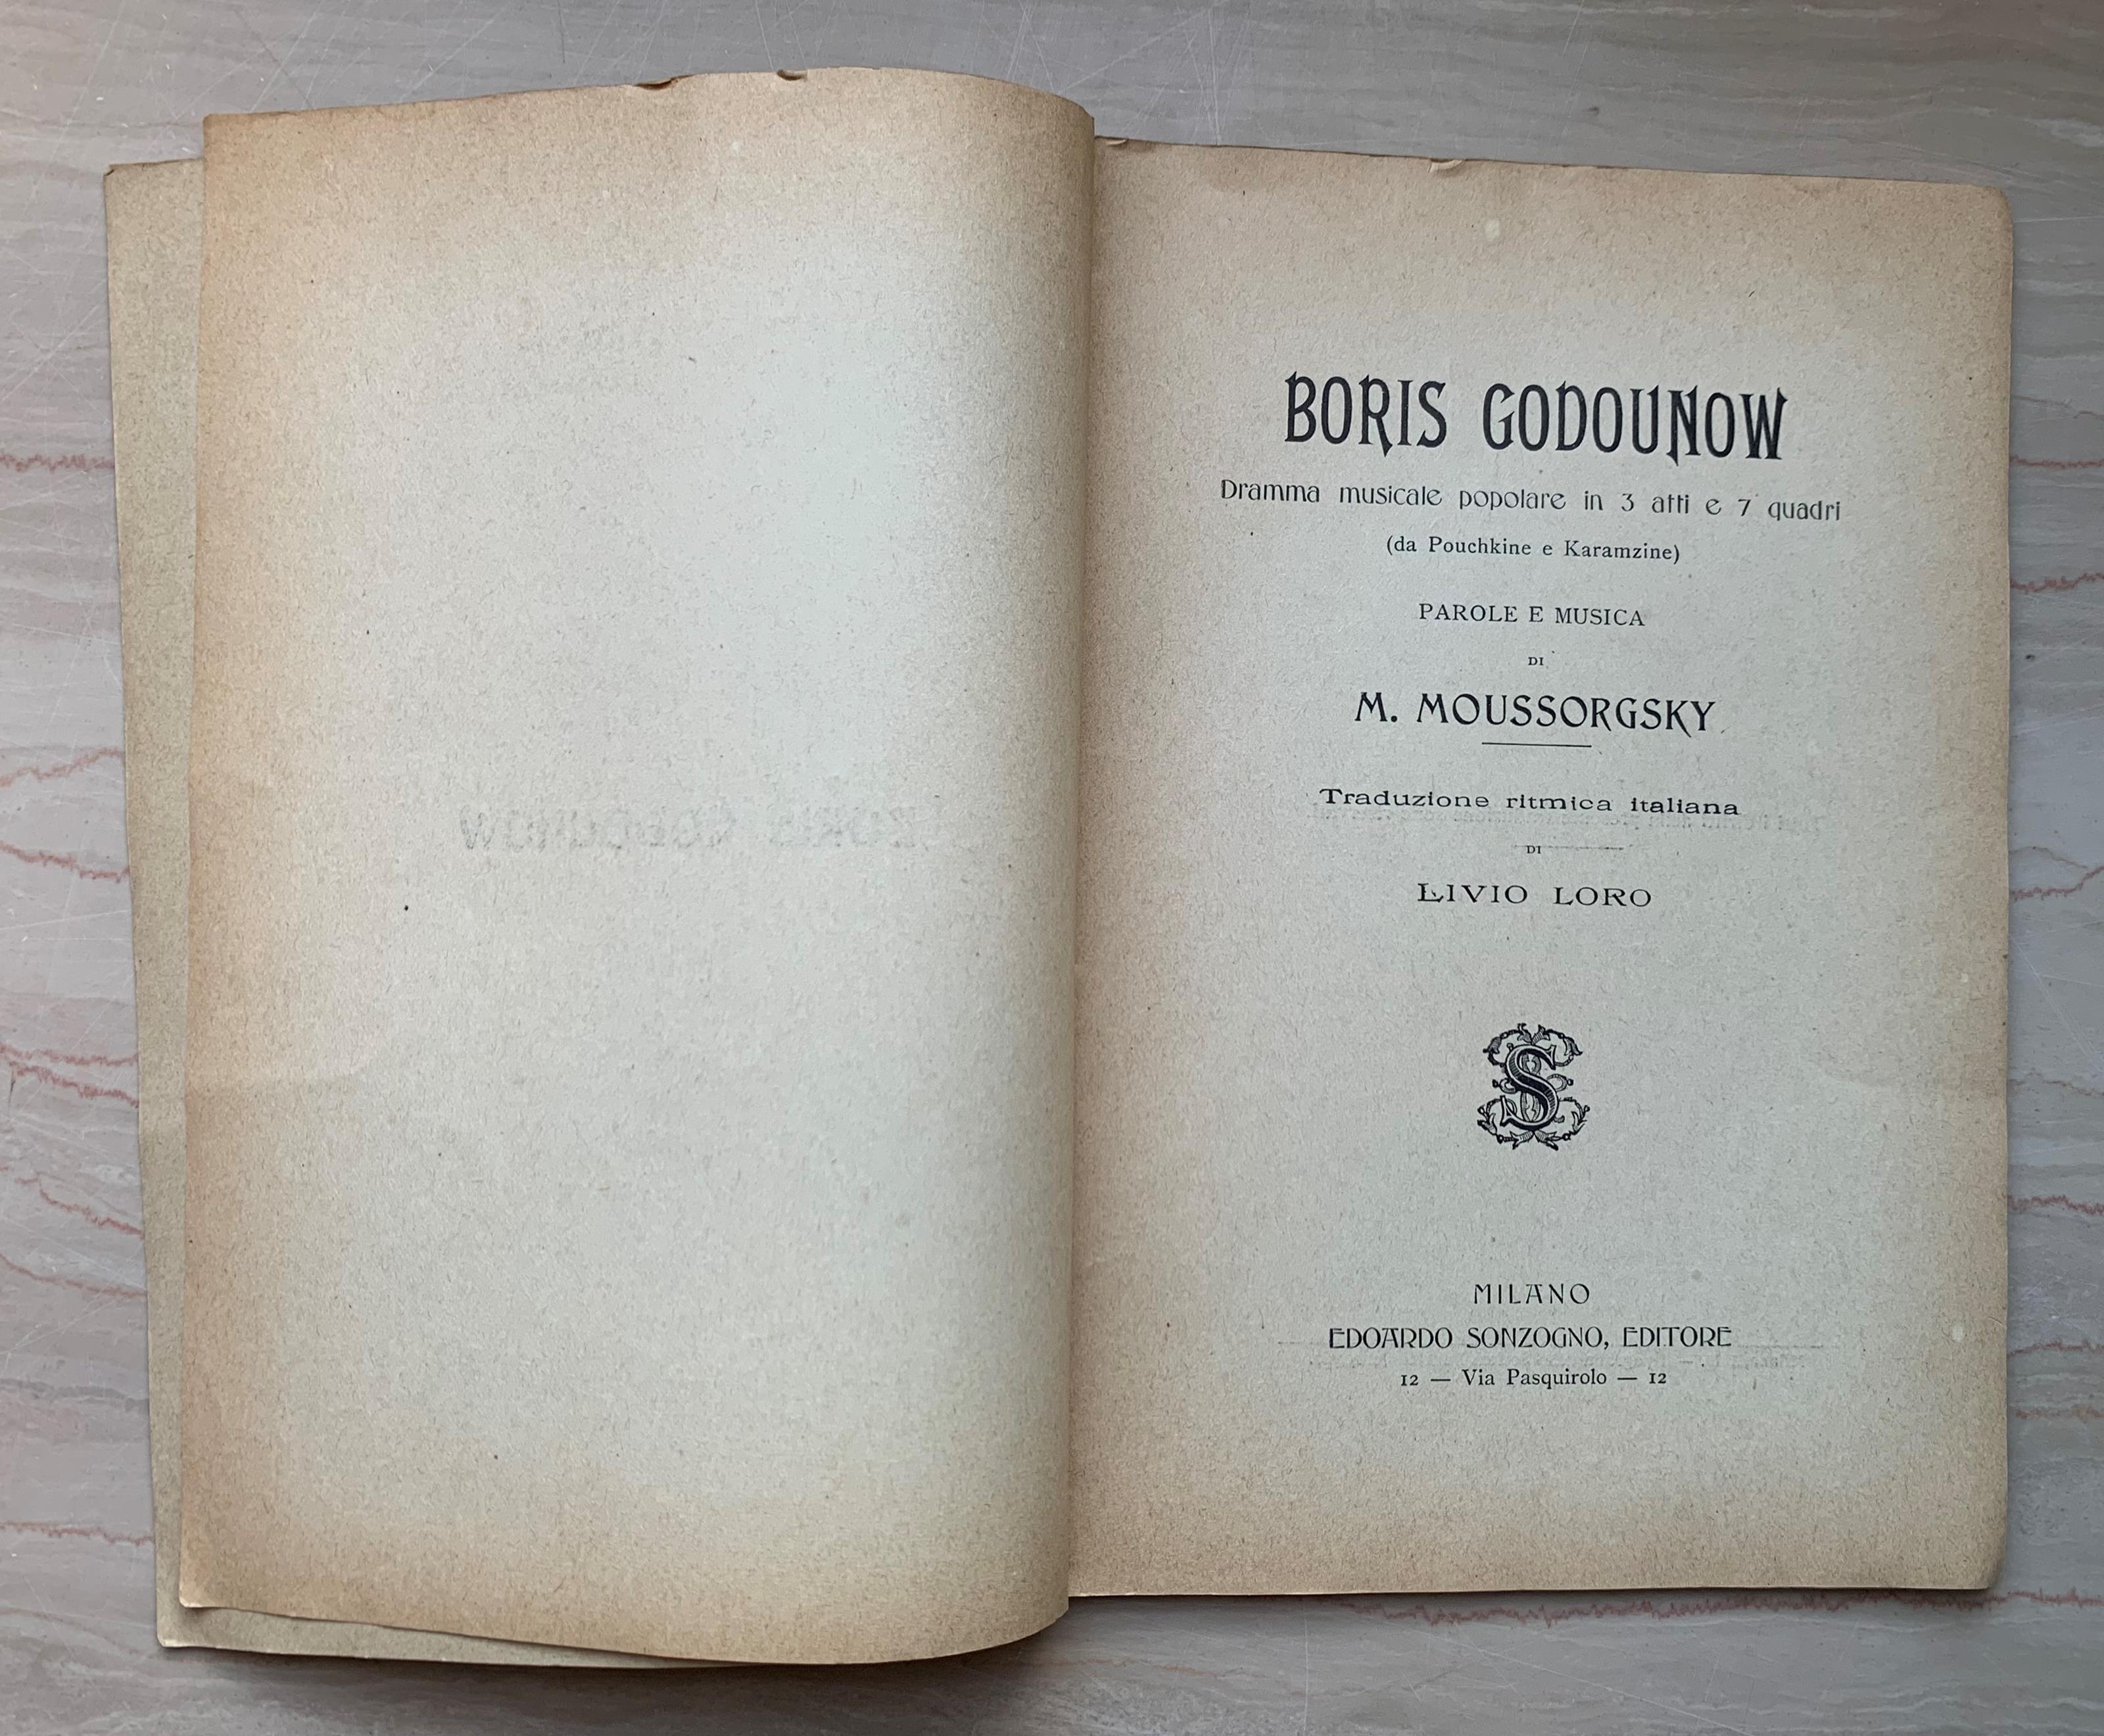 BORIS GODOUNOW
Dramma musicale popolare in 3 atti e 7 quadri
(da Pouchkine e Karamzine)
PAROLE E MUSICA
DI
M. MOUSSORGSKY
Traduzione ritmica italiana
DI
LIVIO LORO
S
MILANO
EDOARDO SONZOGNO, EDITORE
12 — Via Pasquirolo — 12